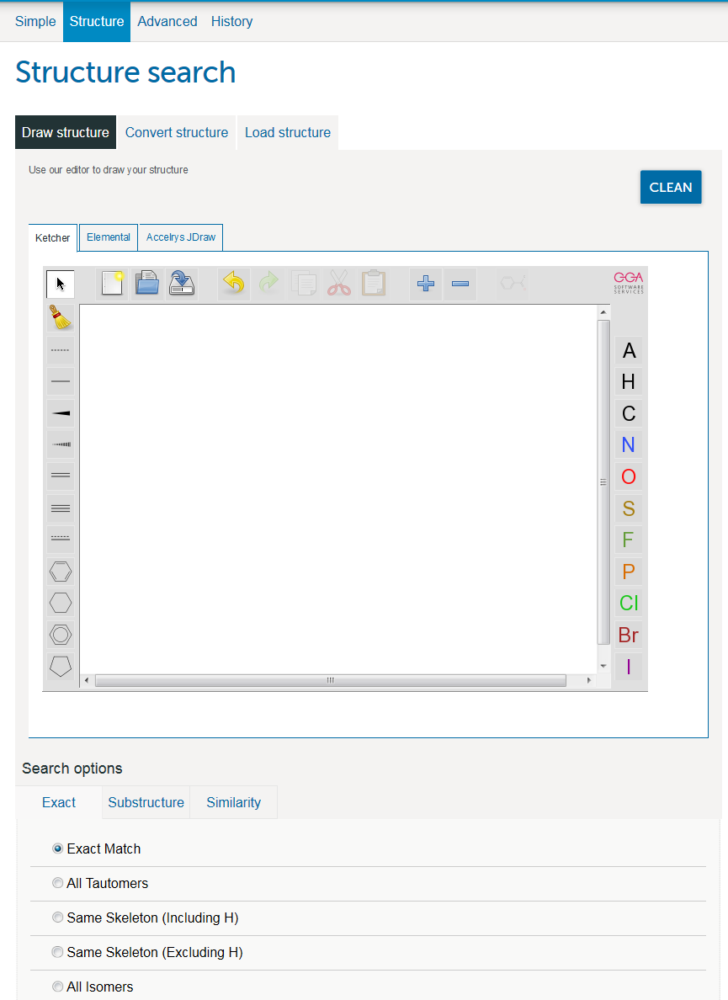 Simple Structure Advanced History
Structure search
Draw structure Convert structure Load structure
Use our editor to draw your structure
CLEAN
Ketcher Elemental Accelrys JDraw
GGA
SOFTWARE
SERVICES
A
H
C
N
O
S
F
P
Cl
Br
I
Search options
Exact Substructure Similarity
Exact Match
All Tautomers
Same Skeleton (Including H)
Same Skeleton (Excluding H)
All Isomers